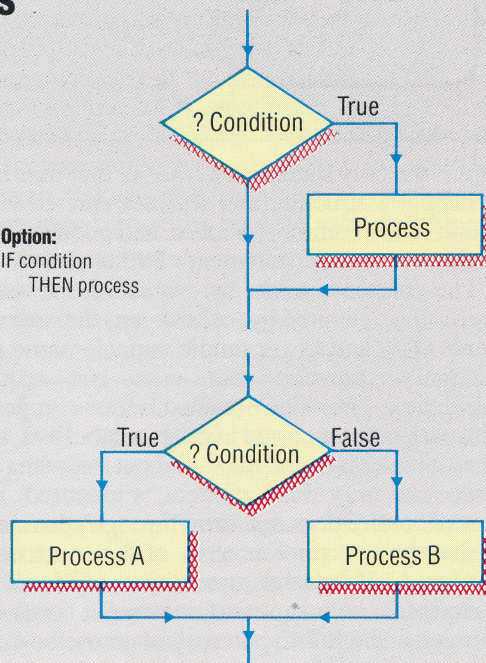 s
? Condition
True
Process
Option:
IF condition
THEN process
True
? Condition
False
Process A
Process B